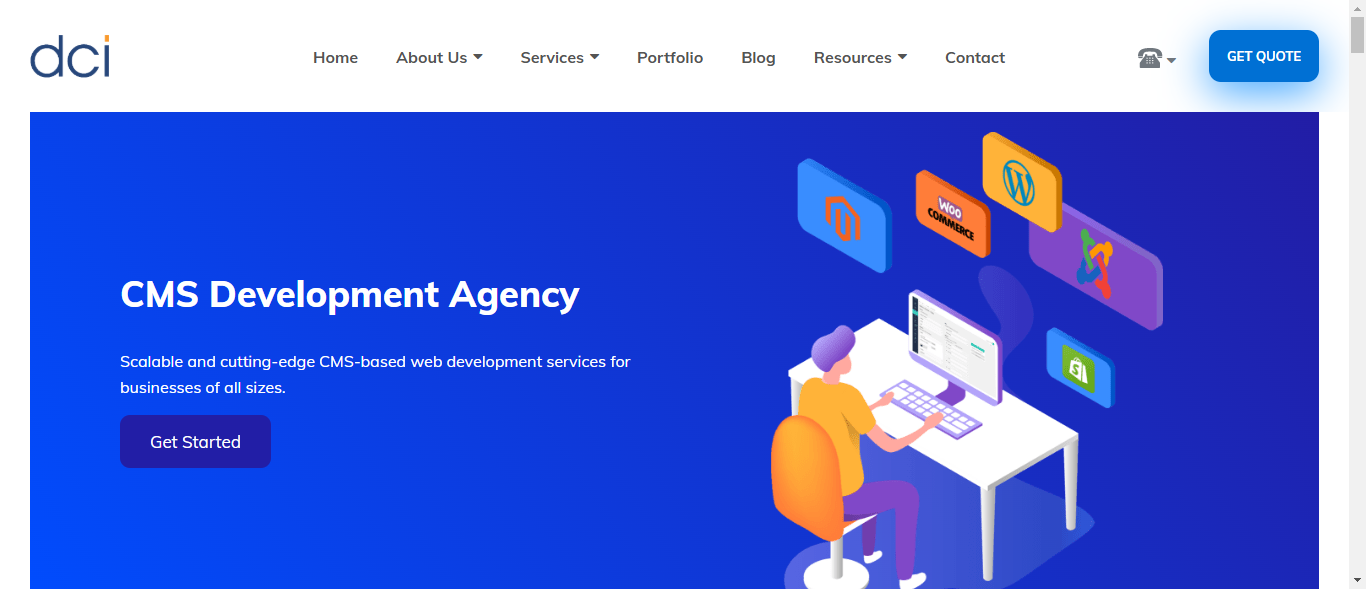 dci
Home
About Us
Services
Portfolio
Blog
Resources
Contact
GET QUOTE
CMS Development Agency
Scalable and cutting-edge CMS-based web development services for
businesses of all sizes.
Get Started
Woo
COMMERCE